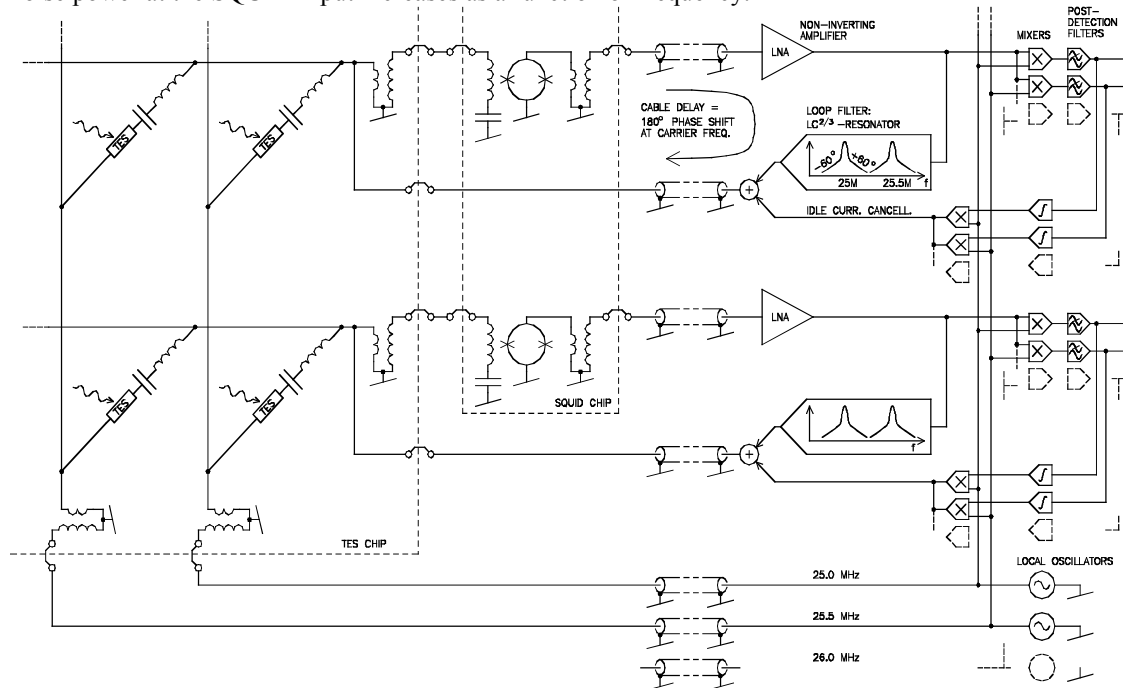 NON-INVERTING
AMPLIFIER
POST-
DETECTION
FILTERS
MIXERS
LNA
TES
TES
CABLE DELAY =
180° PHASE SHIFT
AT CARRIER FREQ.
LOOP FILTER:
LC^2/3 -RESONATOR
-60° +60°
25M 25.5M f
IDLE CURR. CANCELL.
LNA
TES
TES
SQUID CHIP
f
TES CHIP
LOCAL OSCILLATORS
25.0 MHz
25.5 MHz
26.0 MHz